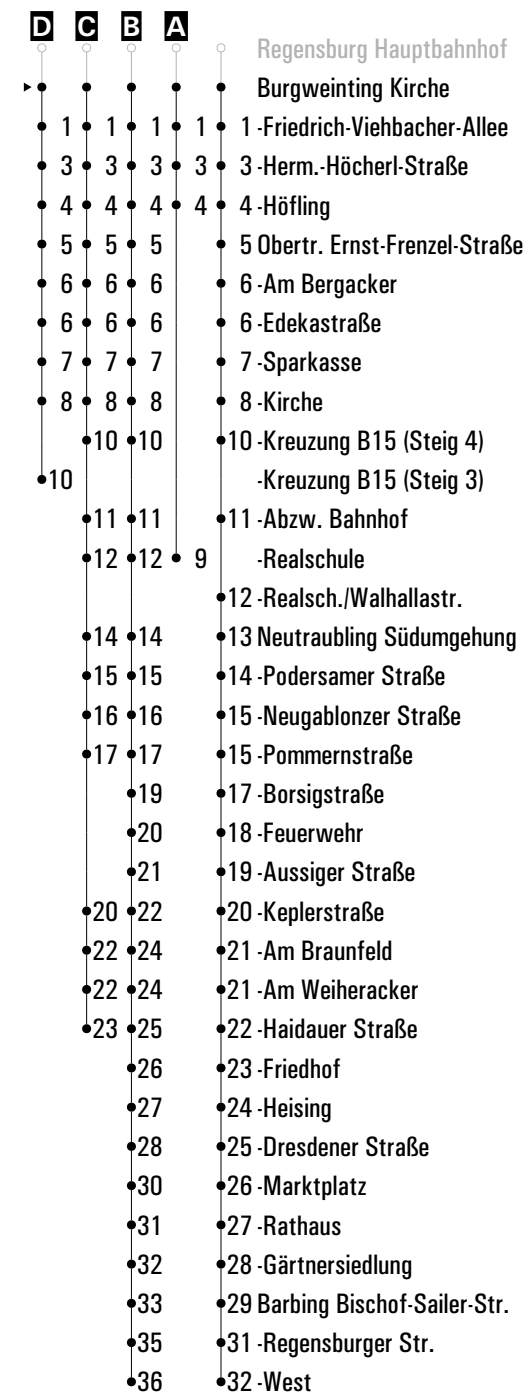 D C B A
Regensburg Hauptbahnhof
Burgweinting Kirche
1 1 1 1 1 -Friedrich-Viehbacher-Allee
3 3 3 3 3 -Herm.-Höcherl-Straße
4 4 4 4 4 -Höfling
5 5 5 5 Obertr. Ernst-Frenzel-Straße
6 6 6 6 -Am Bergacker
6 6 6 6 -Edekastraße
7 7 7 7 -Sparkasse
8 8 8 8 -Kirche
10 10 10 -Kreuzung B15 (Steig 4)
10 -Kreuzung B15 (Steig 3)
11 11 11 -Abzw. Bahnhof
12 12 9 -Realschule
12 -Realsch./Walhallastr.
14 14 13 Neutraubling Südumgehung
15 15 14 -Podersamer Straße
16 16 15 -Neugablonzer Straße
17 17 15 -Pommernstraße
19 17 -Borsigstraße
20 18 -Feuerwehr
21 19 -Aussiger Straße
20 22 20 -Keplerstraße
22 24 21 -Am Braunfeld
22 24 21 -Am Weiheracker
23 25 22 -Haidauer Straße
26 23 -Friedhof
27 24 -Heising
28 25 -Dresdener Straße
30 26 -Marktplatz
31 27 -Rathaus
32 28 -Gärtnersiedlung
33 29 Barbing Bischof-Sailer-Str.
35 31 -Regensburger Str.
36 32 -West